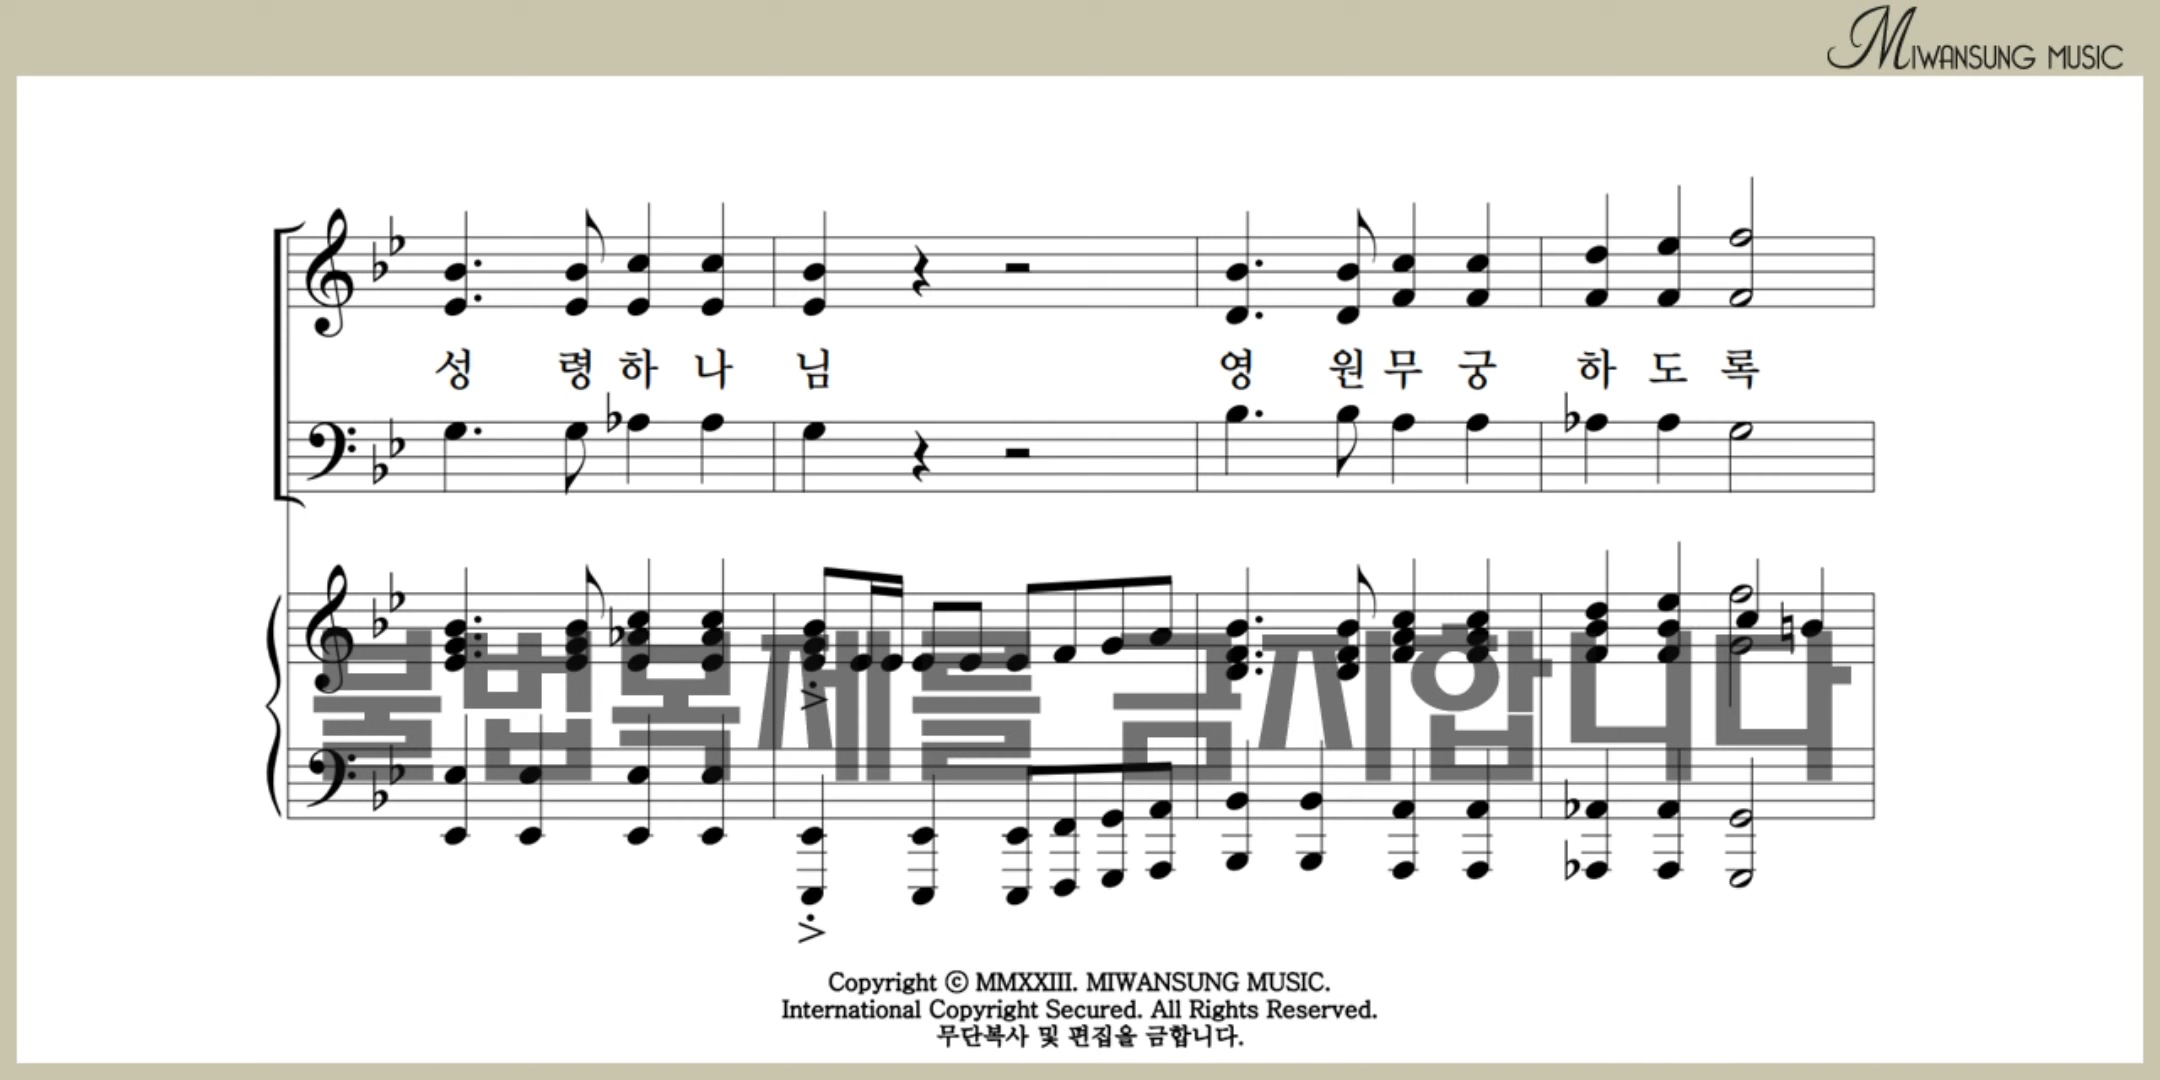 MIWANSUNG MUSIC
성 령 하 나 님 영 원 무 궁 하 도 록
불법복제를 금지합니다
Copyright ⓒ MMXXIII. MIWANSUNG MUSIC.
International Copyright Secured. All Rights Reserved.
무단복사 및 편집을 금합니다.